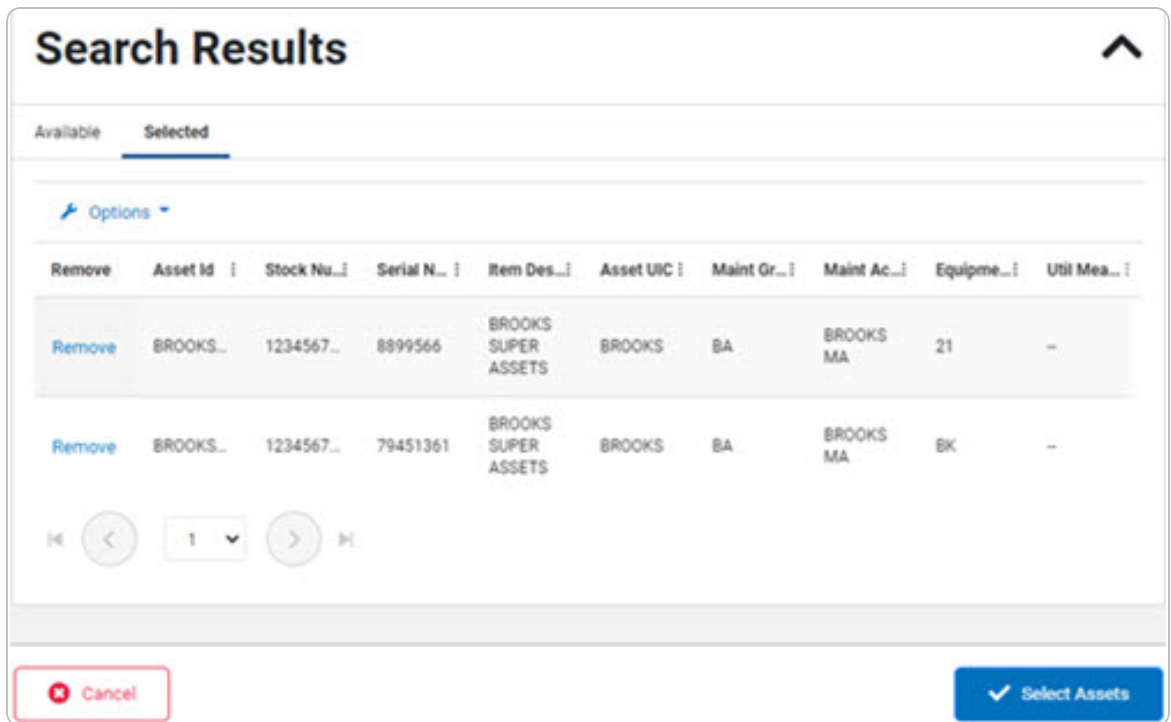 Search Results
Available Selected
Options
Remove Asset Id Stock Nu... Serial N... Item Des... Asset UIC Maint Gr... Maint Ac... Equipme... Util Mea...
BROOKS
Remove BROOKS... 1234567... 8899566 SUPER BROOKS BA BROOKS MA 21 --
ASSETS
BROOKS
Remove BROOKS... 1234567... 79451361 SUPER BROOKS BA BROOKS MA BK --
ASSETS
1
Cancel Select Assets